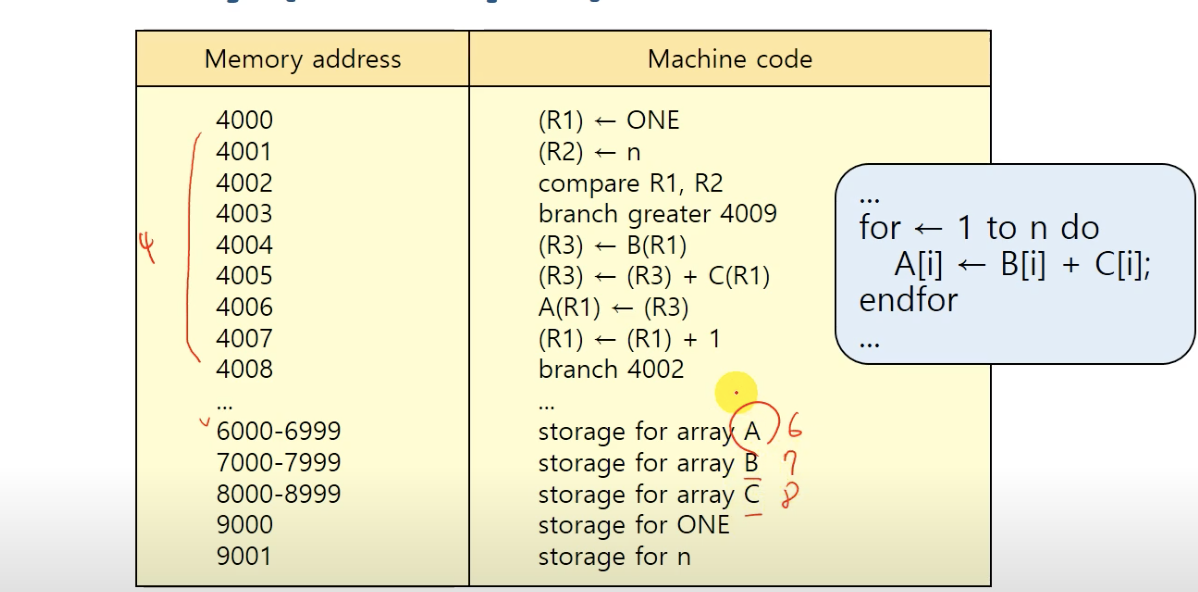 Memory address Machine code
4000 (R1) ← ONE
4001 (R2) ← n
4002 compare R1, R2
4003 branch greater 4009
4004 (R3) ← B(R1)
4005 (R3) ← (R3) + C(R1)
4006 A(R1) ← (R3)
4007 (R1) ← (R1) + 1
4008 branch 4002
... ...
6000-6999 storage for array A 6
7000-7999 storage for array B 7
8000-8999 storage for array C 8
9000 storage for ONE
9001 storage for n
4
...
for ← 1 to n do
A[i] ← B[i] + C[i];
endfor
...